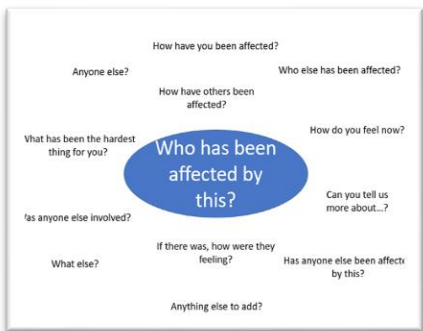 How have you been affected?
Anyone else?
Who else has been affected?
How have others been
affected?
What has been the hardest
thing for you?
How do you feel now?
Who has been
affected by
this?
Can you tell us
more about...?
as anyone else involved?
If there was, how were they
feeling?
What else?
Has anyone else been affecte
by this?
Anything else to add?